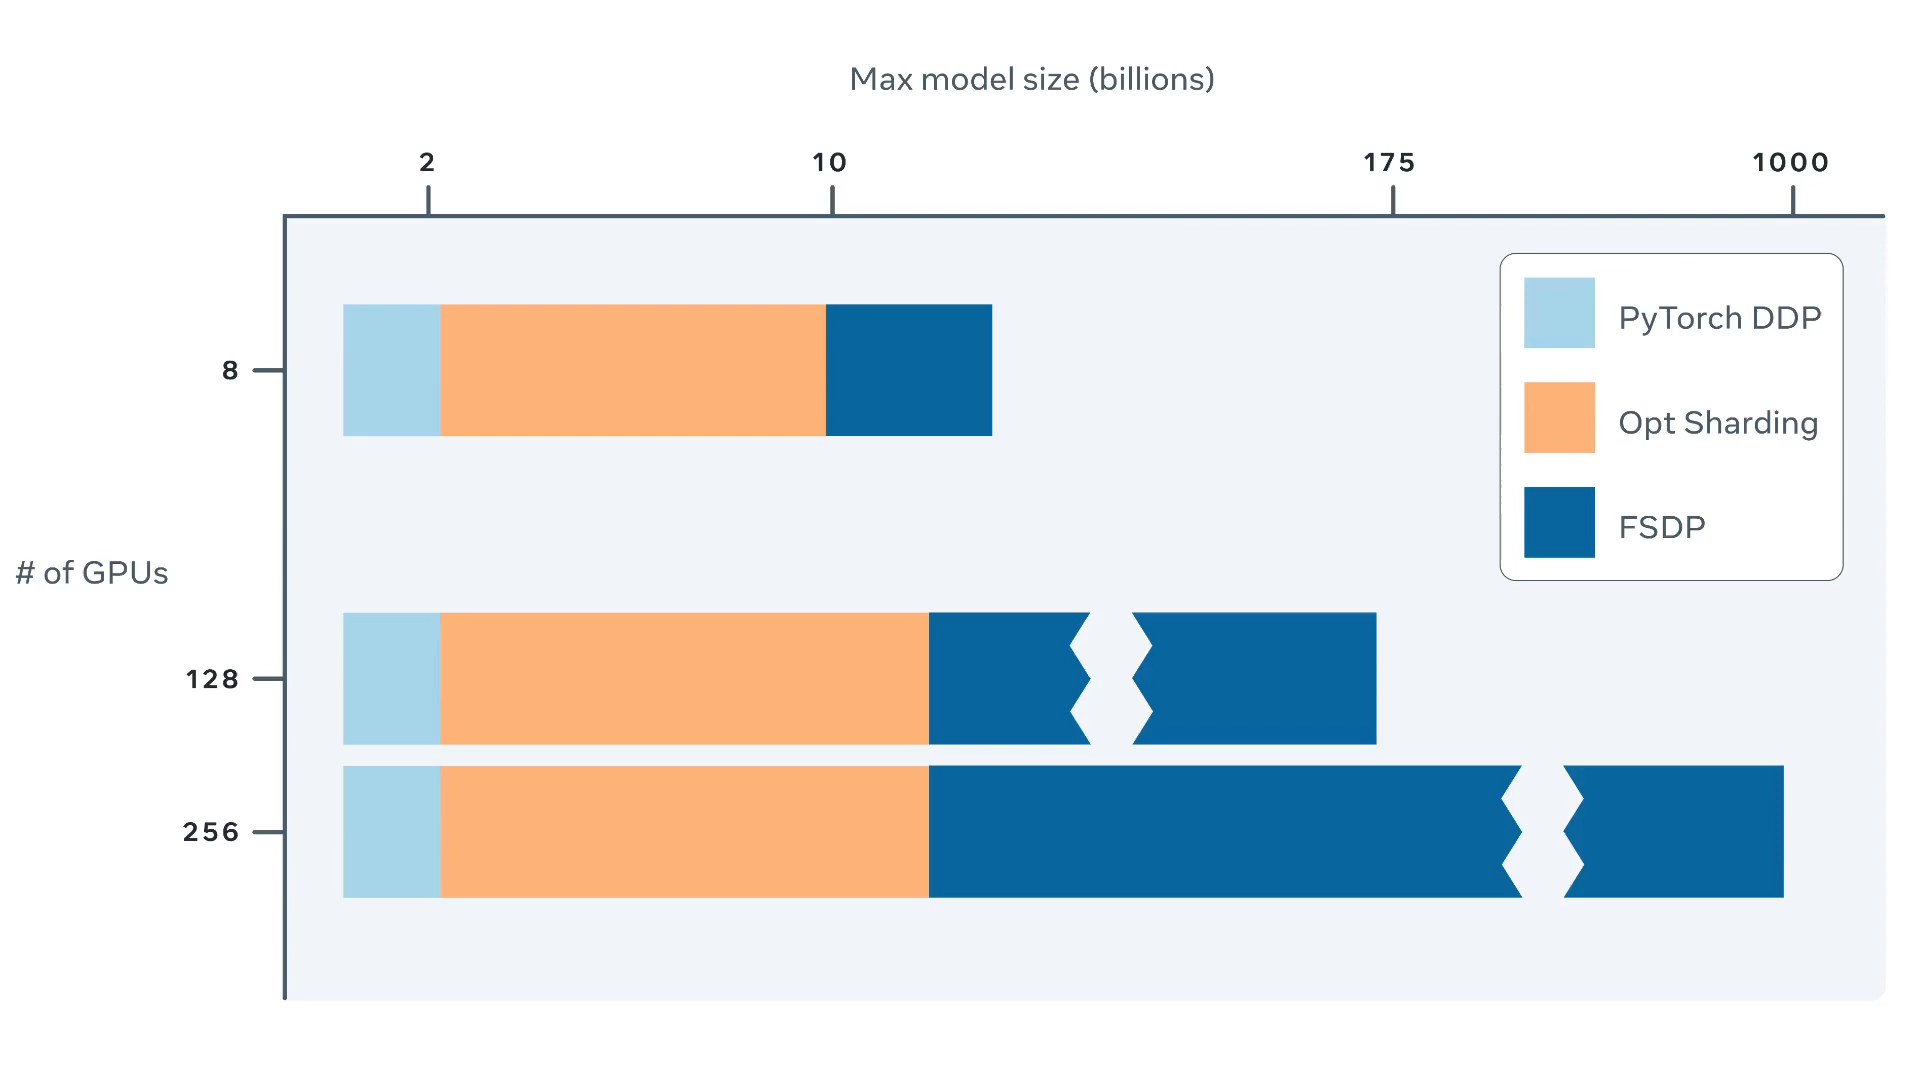 Max model size (billions)
2 10 175 1000
PyTorch DDP
8
Opt Sharding
FSDP
# of GPUs
128
256